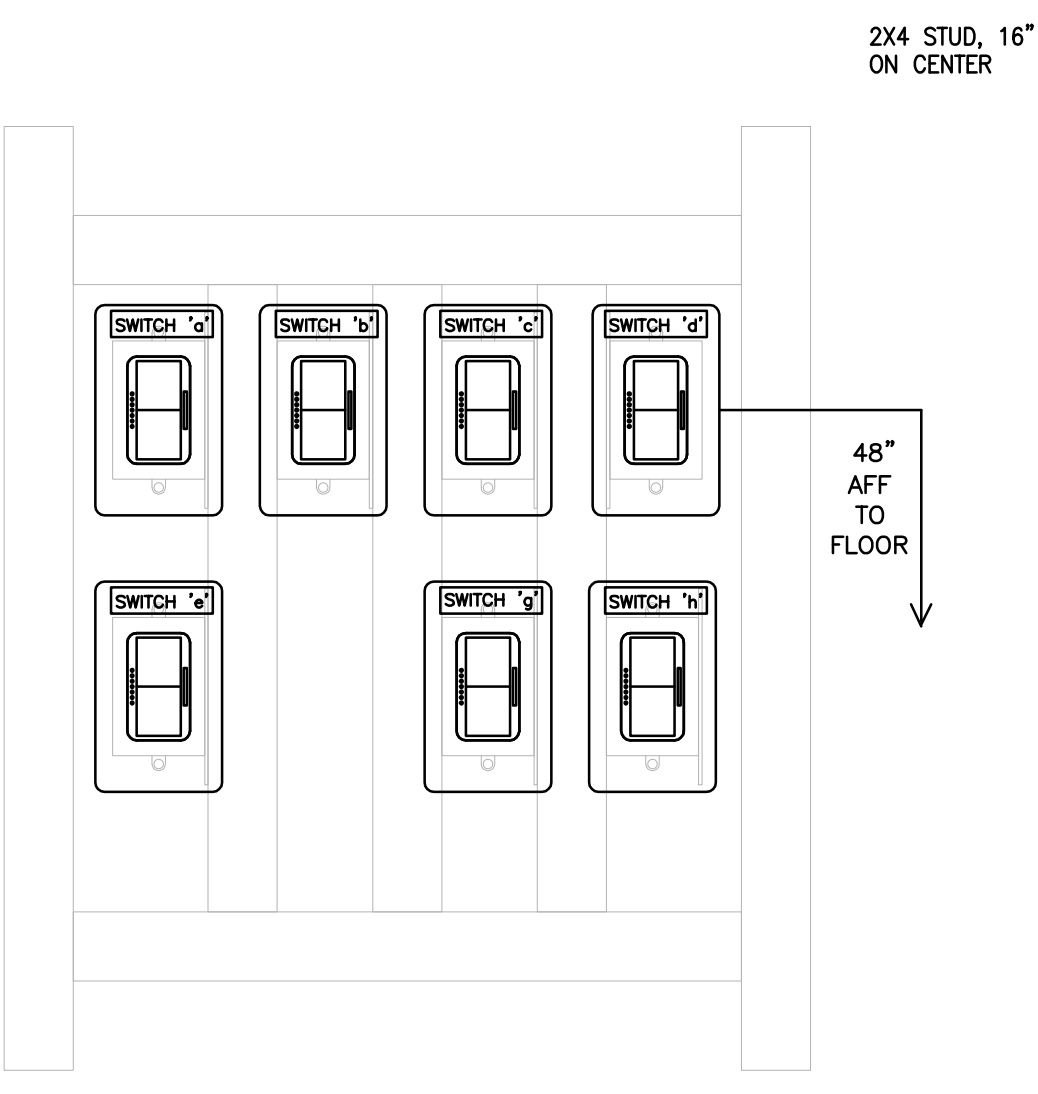 2X4 STUD, 16”
ON CENTER
SWITCH 'a'
SWITCH 'b'
SWITCH 'c'
SWITCH 'd'
48”
AFF
TO
FLOOR
SWITCH 'e'
SWITCH 'g'
SWITCH 'h'